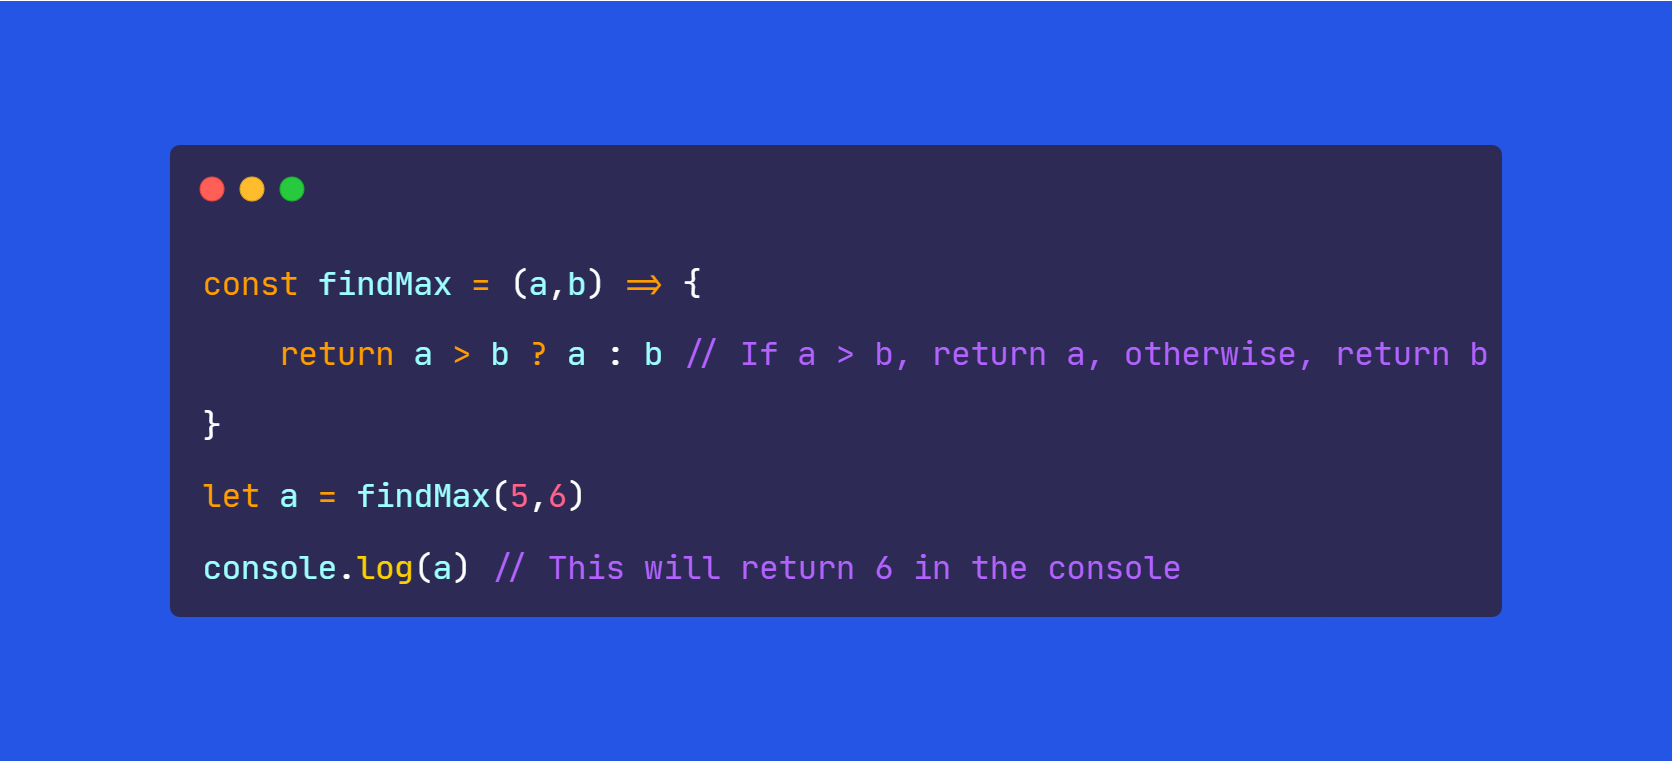 const findMax = (a,b) => {
    return a > b ? a : b // If a > b, return a, otherwise, return b
}
let a = findMax(5,6)
console.log(a) // This will return 6 in the console